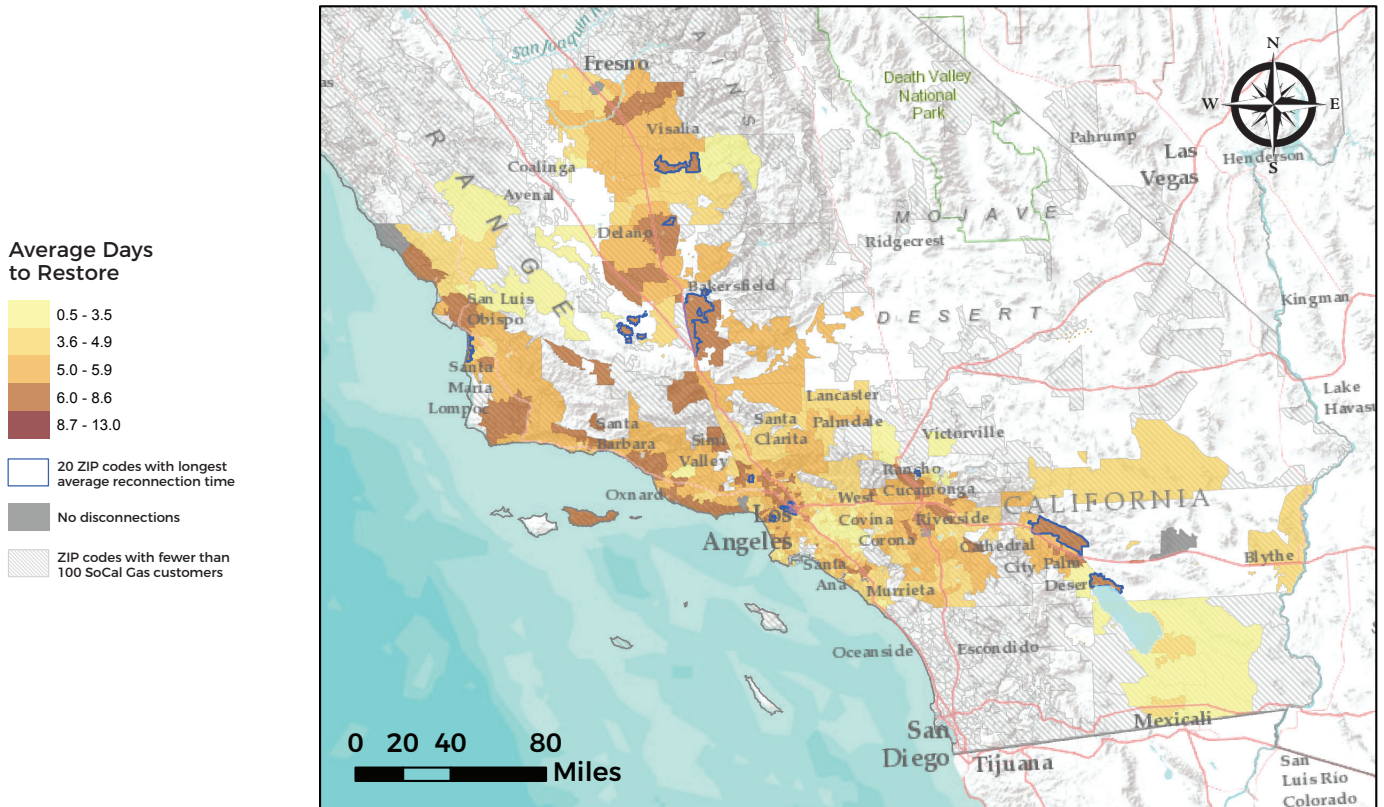 Average Days
to Restore
0.5 - 3.5
3.6 - 4.9
5.0 - 5.9
6.0 - 8.6
8.7 - 13.0
20 ZIP codes with longest
average reconnection time
No disconnections
ZIP codes with fewer than
100 SoCal Gas customers
San Joaquin
Fresno
Death Valley
National
Park
N
W
E
S
Visalia
Pahrump
Las
Vegas
Henderson
Coalinga
Avenal
R A N G E
A I N S
M O J A V E
Delano
Ridgecrest
Bakersfield
D E S E R T
Kingman
San Luis
Obispo
Santa
Maria
Lompoc
Lancaster
Lake
Havasu
Santa
Barbara
Simi
Valley
Santa
Clarita
Palmdale
Victorville
Rancho
Cucamonga
Oxnard
West
Covina
Los
Angeles
Corona
Riverside
CALIFORNIA
Cathedral
City
Palm
Desert
Blythe
Santa
Ana
Murrieta
Oceanside
Escondido
Mexicali
San
Diego
Tijuana
San
Luis Río
Colorado
0 20 40 80
Miles